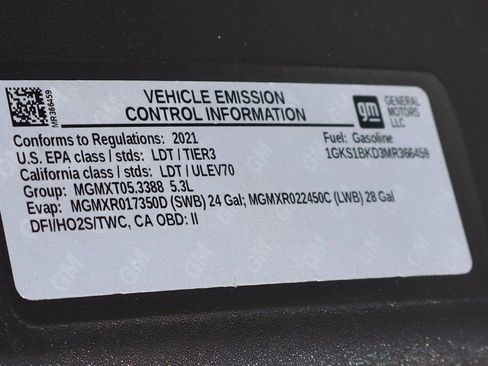 MR366459
VEHICLE EMISSION
CONTROL INFORMATION
gm
GENERAL
MOTORS
LLC
Conforms to Regulations: 2021
U.S. EPA class / stds: LDT / TIER3
California class / stds: LDT / ULEV70
Group: MGMXT05.3388 5.3L
Evap: MGMXR017350D (SWB) 24 Gal; MGMXR022450C (LWB) 28 Gal
DFI/HO2S/TWC, CA OBD: II
Fuel: Gasoline
1GKS1BKD3MR366459